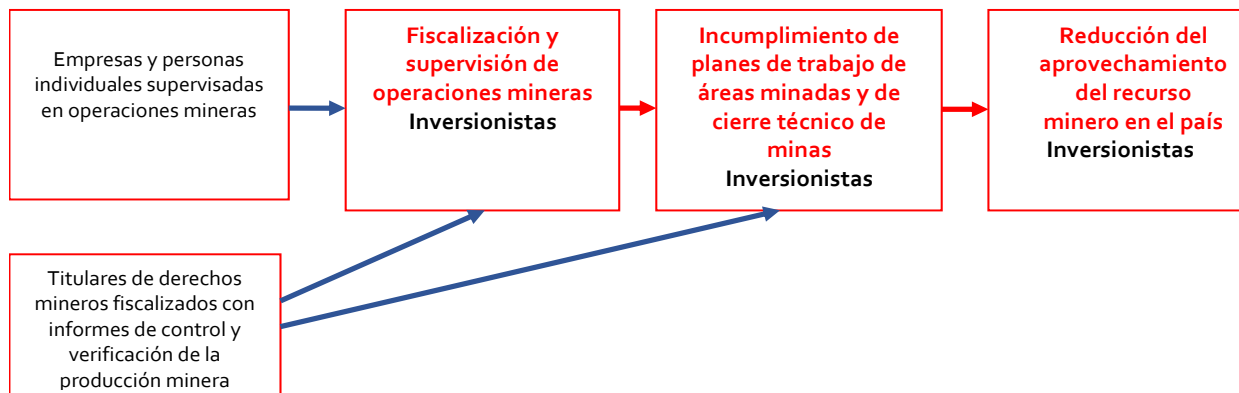 Empresas y personas
individuales supervisadas
en operaciones mineras
Fiscalización y
supervisión de
operaciones mineras
Inversionistas
Incumplimiento de
planes de trabajo de
áreas minadas y de
cierre técnico de
minas
Inversionistas
Reducción del
aprovechamiento
del recurso
minero en el país
Inversionistas
Titulares de derechos
mineros fiscalizados con
informes de control y
verificación de la
producción minera